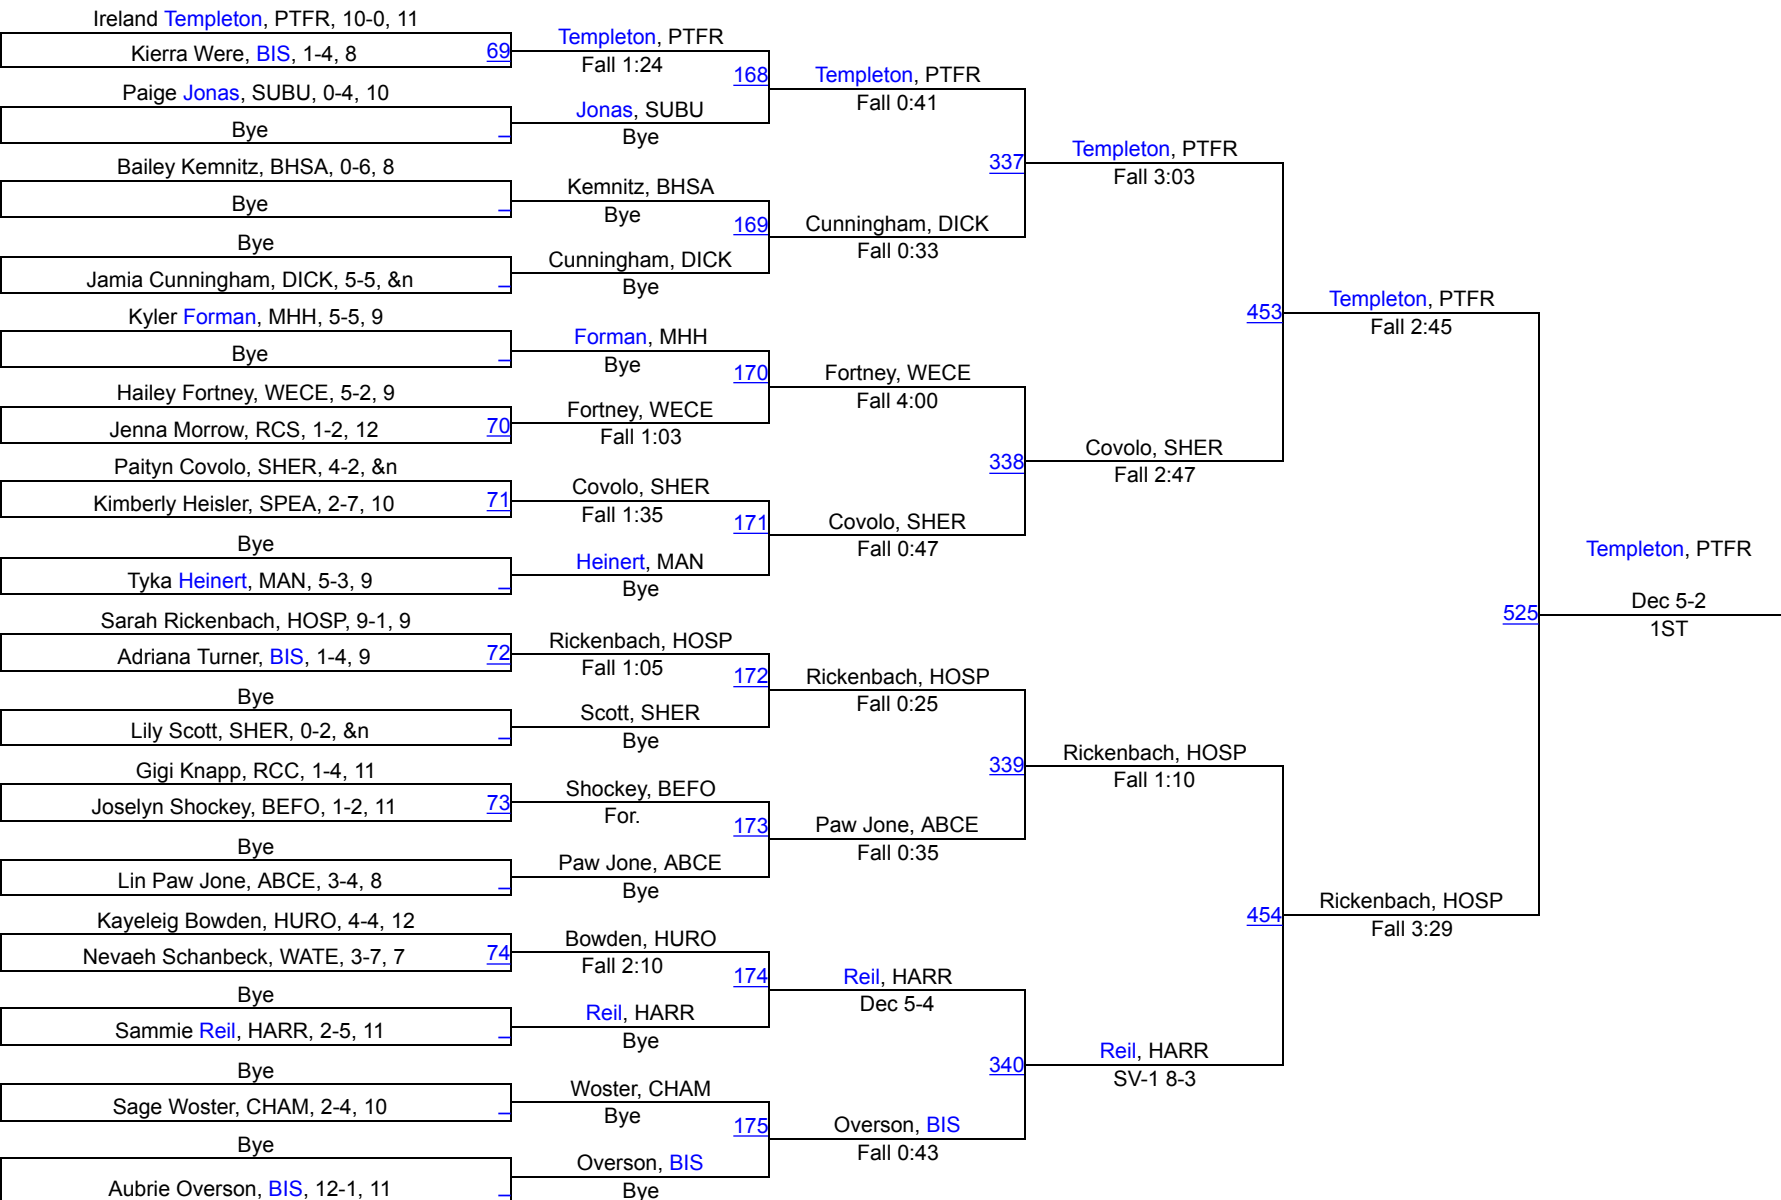 Ireland Templeton, PTFR, 10-0, 11
Kierra Were, BIS, 1-4, 8
69
Paige Jonas, SUBU, 0-4, 10
Bye
Bailey Kemnitz, BHSA, 0-6, 8
Bye
Bye
Jamia Cunningham, DICK, 5-5, &n
Kyler Forman, MHH, 5-5, 9
Bye
Hailey Fortney, WECE, 5-2, 9
Jenna Morrow, RCS, 1-2, 12
70
Paityn Covolo, SHER, 4-2, &n
Kimberly Heisler, SPEA, 2-7, 10
71
Bye
Tyka Heinert, MAN, 5-3, 9
Sarah Rickenbach, HOSP, 9-1, 9
Adriana Turner, BIS, 1-4, 9
72
Bye
Lily Scott, SHER, 0-2, &n
Gigi Knapp, RCC, 1-4, 11
Joselyn Shockey, BEFO, 1-2, 11
73
Bye
Lin Paw Jone, ABCE, 3-4, 8
Kayeleig Bowden, HURO, 4-4, 12
Nevaeh Schanbeck, WATE, 3-7, 7
74
Bye
Sammie Reil, HARR, 2-5, 11
Bye
Sage Woster, CHAM, 2-4, 10
Bye
Aubrie Overson, BIS, 12-1, 11
Templeton, PTFR
Fall 1:24
168
Jonas, SUBU
Bye
Kemnitz, BHSA
Bye
169
Cunningham, DICK
Bye
Forman, MHH
Bye
170
Fortney, WECE
Fall 1:03
Covolo, SHER
Fall 1:35
171
Heinert, MAN
Bye
Rickenbach, HOSP
Fall 1:05
172
Scott, SHER
Bye
Shockey, BEFO
For.
173
Paw Jone, ABCE
Bye
Bowden, HURO
Fall 2:10
174
Reil, HARR
Bye
Woster, CHAM
Bye
175
Overson, BIS
Bye
Templeton, PTFR
Fall 0:41
337
Cunningham, DICK
Fall 0:33
Fortney, WECE
Fall 4:00
338
Covolo, SHER
Fall 0:47
Rickenbach, HOSP
Fall 0:25
339
Paw Jone, ABCE
Fall 0:35
Reil, HARR
Dec 5-4
340
Overson, BIS
Fall 0:43
Templeton, PTFR
Fall 3:03
453
Covolo, SHER
Fall 2:47
Rickenbach, HOSP
Fall 1:10
454
Reil, HARR
SV-1 8-3
Templeton, PTFR
Fall 2:45
525
Rickenbach, HOSP
Fall 3:29
Templeton, PTFR
Dec 5-2
1ST